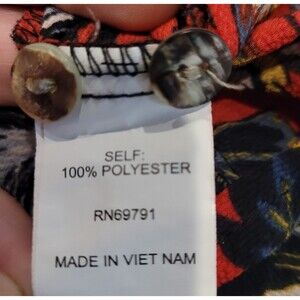 SELF:
100% POLYESTER
RN69791
MADE IN VIET NAM